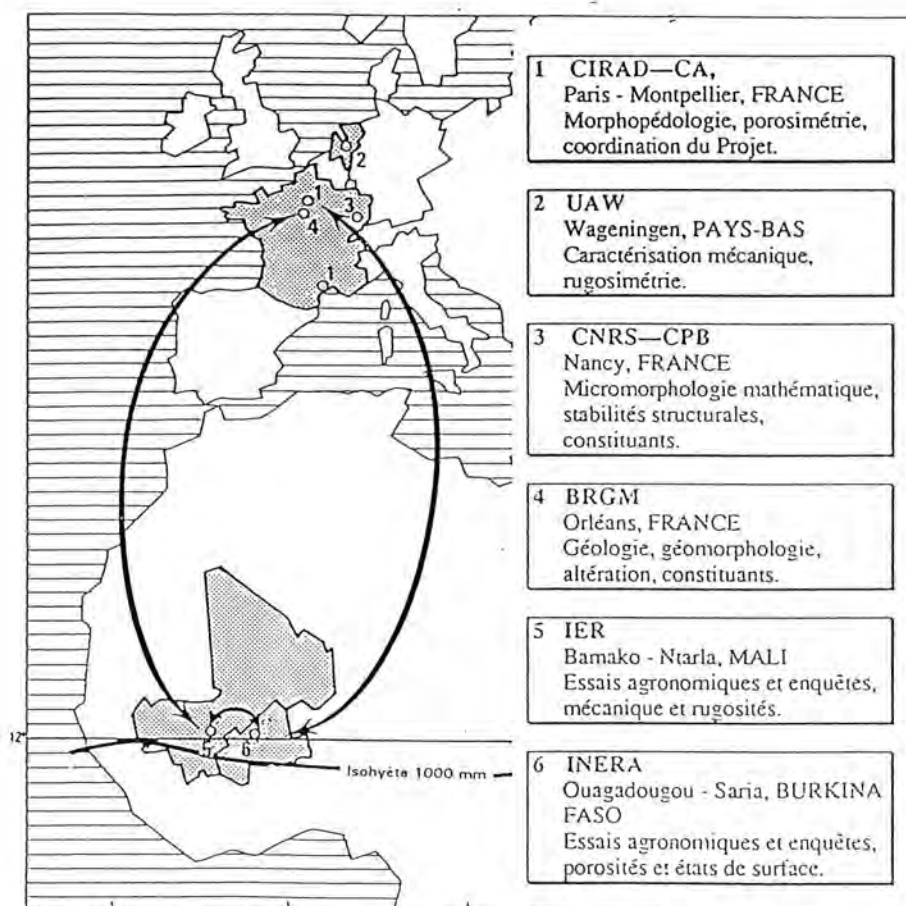 1
4
3
2
1
12
5
6
Isohyéta 1000 mm
1 CIRAD—CA,
Paris - Montpellier, FRANCE
Morphopédologie, porosimétrie,
coordination du Projet.
2 UAW
Wageningen, PAYS-BAS
Caractérisation mécanique,
rugosimétrie.
3 CNRS—CPB
Nancy, FRANCE
Micromorphologie mathématique,
stabilités structurales,
constituants.
4 BRGM
Orléans, FRANCE
Géologie, géomorphologie,
altération, constituants.
5 IER
Bamako - Ntarla, MALI
Essais agronomiques et enquêtes,
mécanique et rugosités.
6 INERA
Ouagadougou - Saria, BURKINA
FASO
Essais agronomiques et enquêtes,
porosités et états de surface.